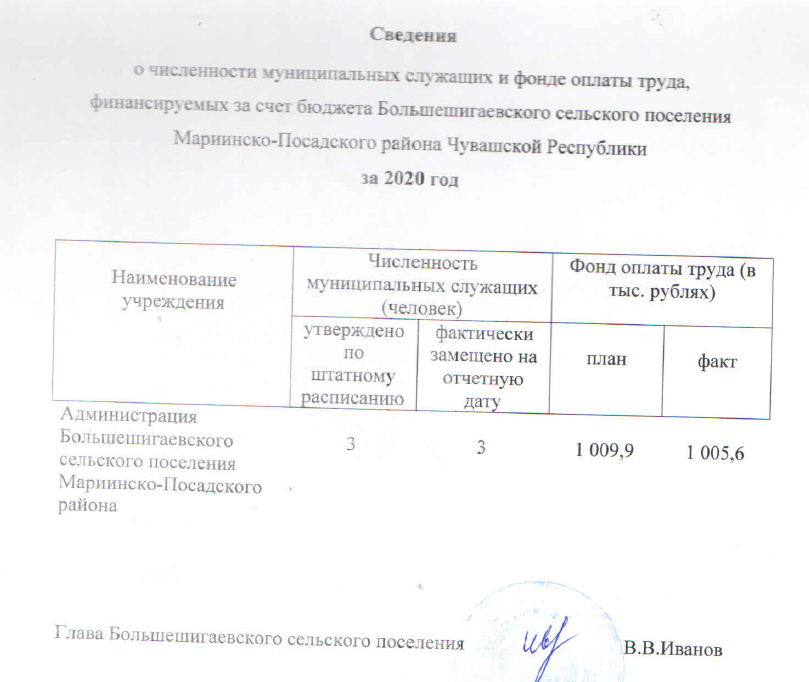 Сведения
о численности муниципальных служащих и фонде оплаты труда,
финансируемых за счет бюджета Большешигаевского сельского поселения
Мариинско-Посадского района Чувашской Республики
за 2020 год
Наименование
учреждения
Численность
муниципальных служащих
(человек)
Фонд оплаты труда (в
тыс. рублях)
утверждено
по
штатному
расписанию
фактически
замещено на
отчетную
дату
план
факт
Администрация
Большешигаевского
сельского поселения
Мариинско-Посадского
района
3
3
1 009,9
1 005,6
Глава Большешигаевского сельского поселения
В.В.Иванов